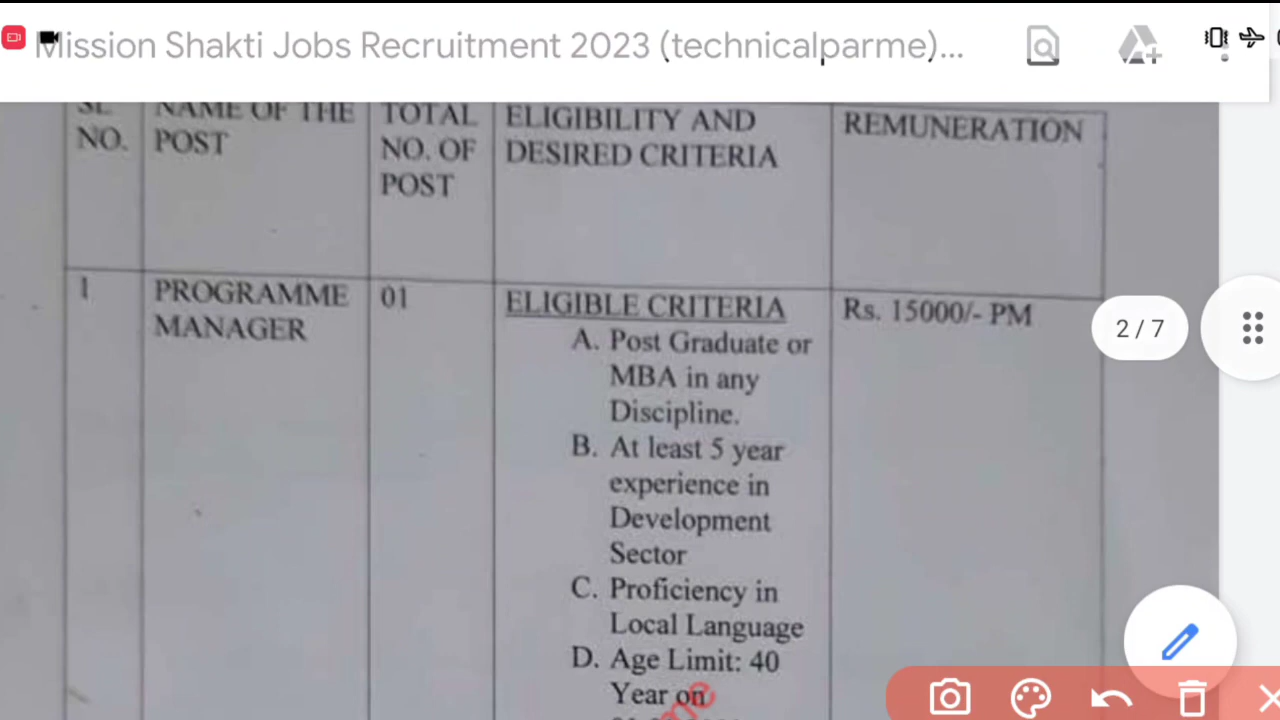 Mission Shakti Jobs Recruitment 2023 (technicalparme)...
SL NO.
NAME OF THE POST
TOTAL NO. OF POST
ELIGIBILITY AND DESIRED CRITERIA
REMUNERATION
1
PROGRAMME MANAGER
01
ELIGIBLE CRITERIA
A. Post Graduate or
MBA in any
Discipline.
B. At least 5 year
experience in
Development
Sector
C. Proficiency in
Local Language
D. Age Limit: 40
Year on
Rs. 15000/- PM
2 / 7